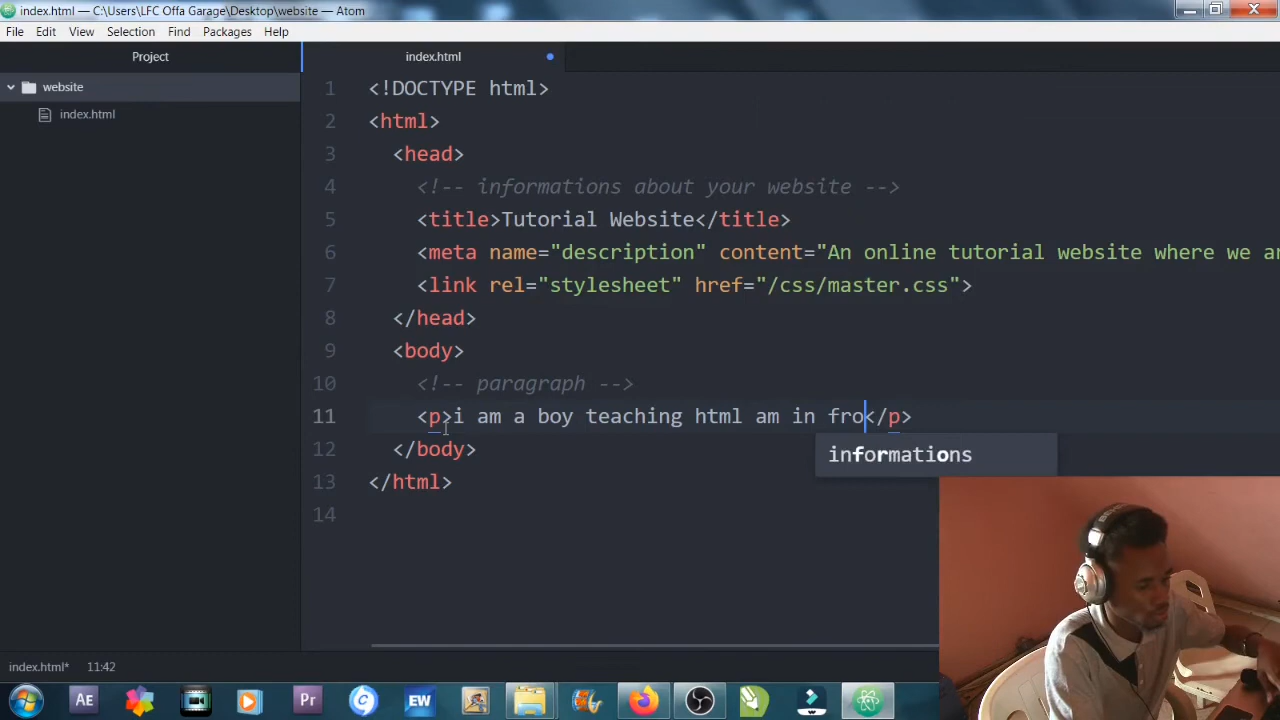 index.html — C:\Users\LFC Offa Garage\Desktop\website — Atom
File Edit View Selection Find Packages Help
Project
index.html
website
index.html
1 <!DOCTYPE html>
2 <html>
3 <head>
4 <!-- informations about your website -->
5 <title>Tutorial Website</title>
6 <meta name="description" content="An online tutorial website where we an
7 <link rel="stylesheet" href="/css/master.css">
8 </head>
9 <body>
10 <!-- paragraph -->
11 <p>i am a boy teaching html am in fro</p>
informations
12 </body>
13 </html>
14
index.html* 11:42
Ae Pr EW